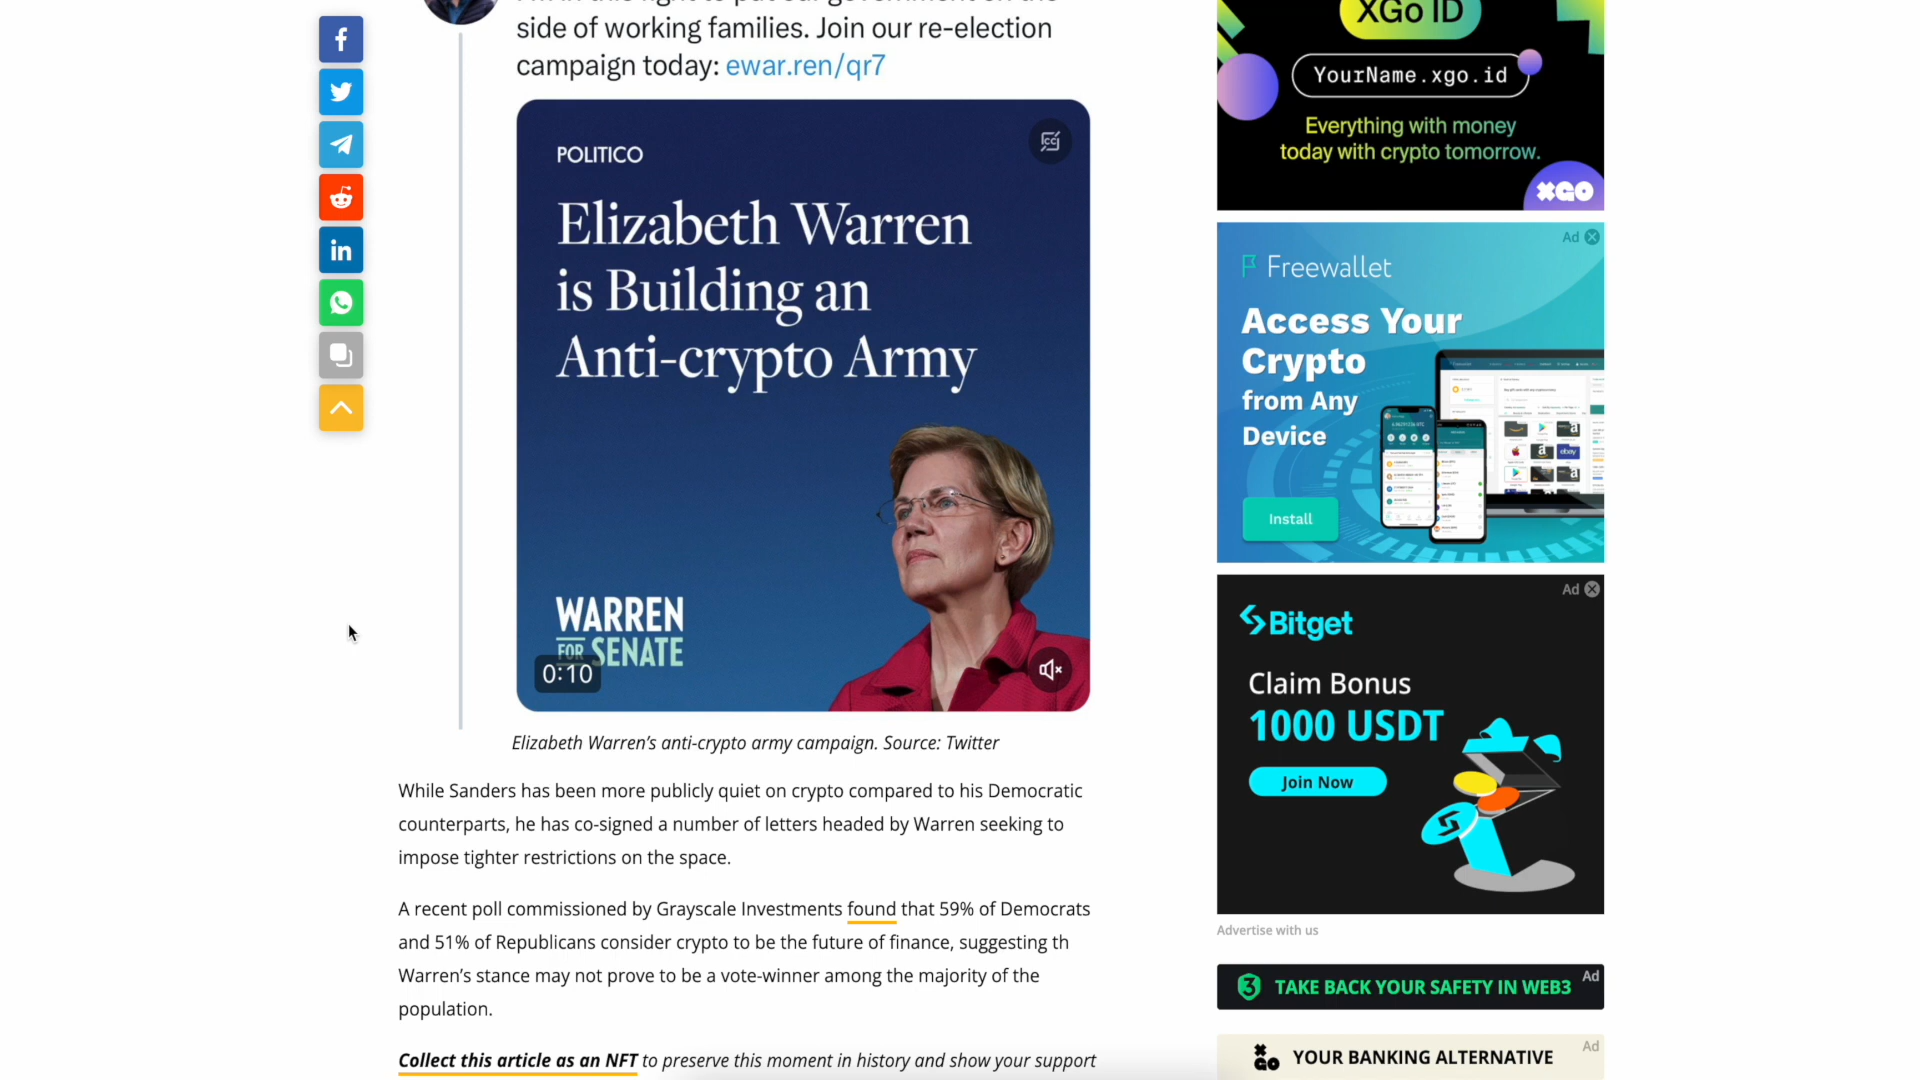 side of working families. Join our re-election
campaign today: ewar.ren/qr7
POLITICO
Elizabeth Warren
is Building an
Anti-crypto Army
WARREN
FOR SENATE
0:10
Elizabeth Warren's anti-crypto army campaign. Source: Twitter
While Sanders has been more publicly quiet on crypto compared to his Democratic
counterparts, he has co-signed a number of letters headed by Warren seeking to
impose tighter restrictions on the space.
A recent poll commissioned by Grayscale Investments found that 59% of Democrats
and 51% of Republicans consider crypto to be the future of finance, suggesting th
Warren's stance may not prove to be a vote-winner among the majority of the
population.
Collect this article as an NFT to preserve this moment in history and show your support
XGo ID
YourName.xgo.id
Everything with money
today with crypto tomorrow.
XGO
Ad
Freewallet
Access Your
Crypto
from Any
Device
Install
Ad
Bitget
Claim Bonus
1000 USDT
Join Now
Advertise with us
TAKE BACK YOUR SAFETY IN WEB3
Ad
XGO
YOUR BANKING ALTERNATIVE
Ad